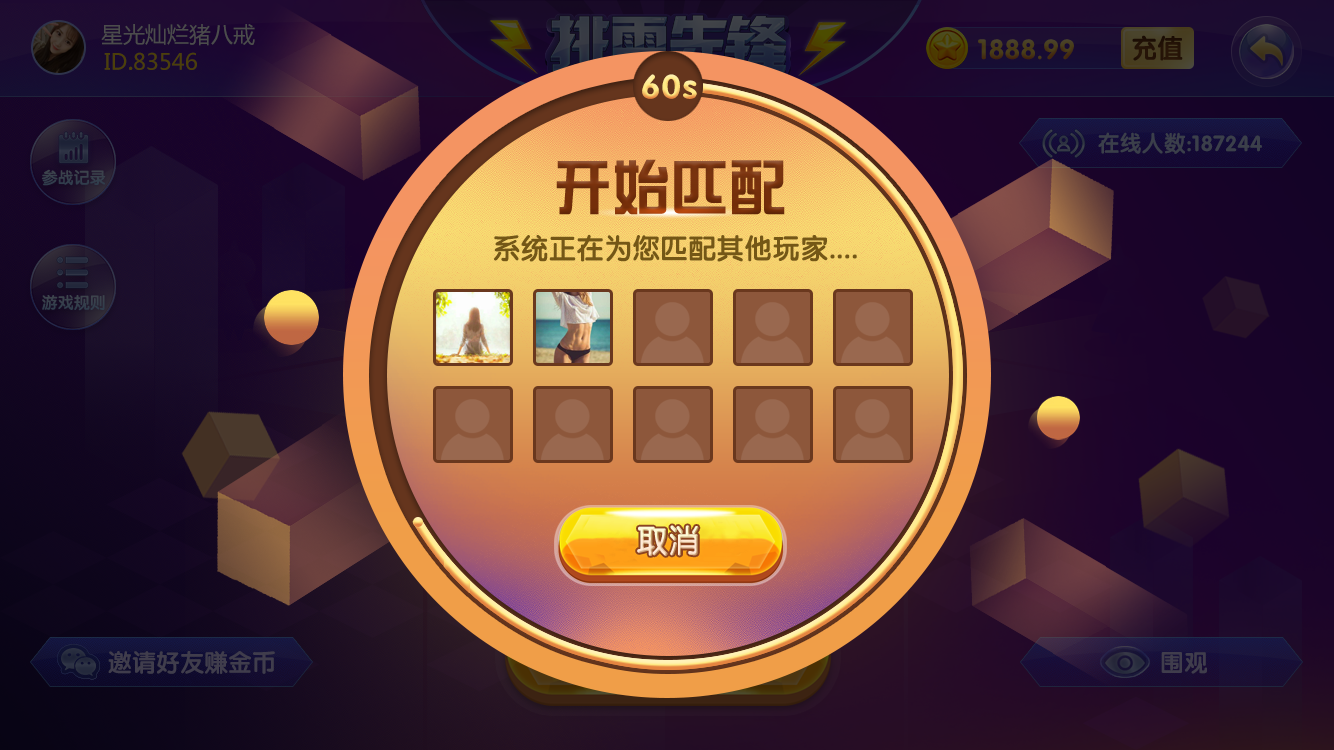 星光灿烂猪八戒
ID.83546
排雷先锋
1888.99
充值
60s
参战记录
在线人数:187244
开始匹配
系统正在为您匹配其他玩家....
游戏规则
取消
邀请好友赚金币
围观